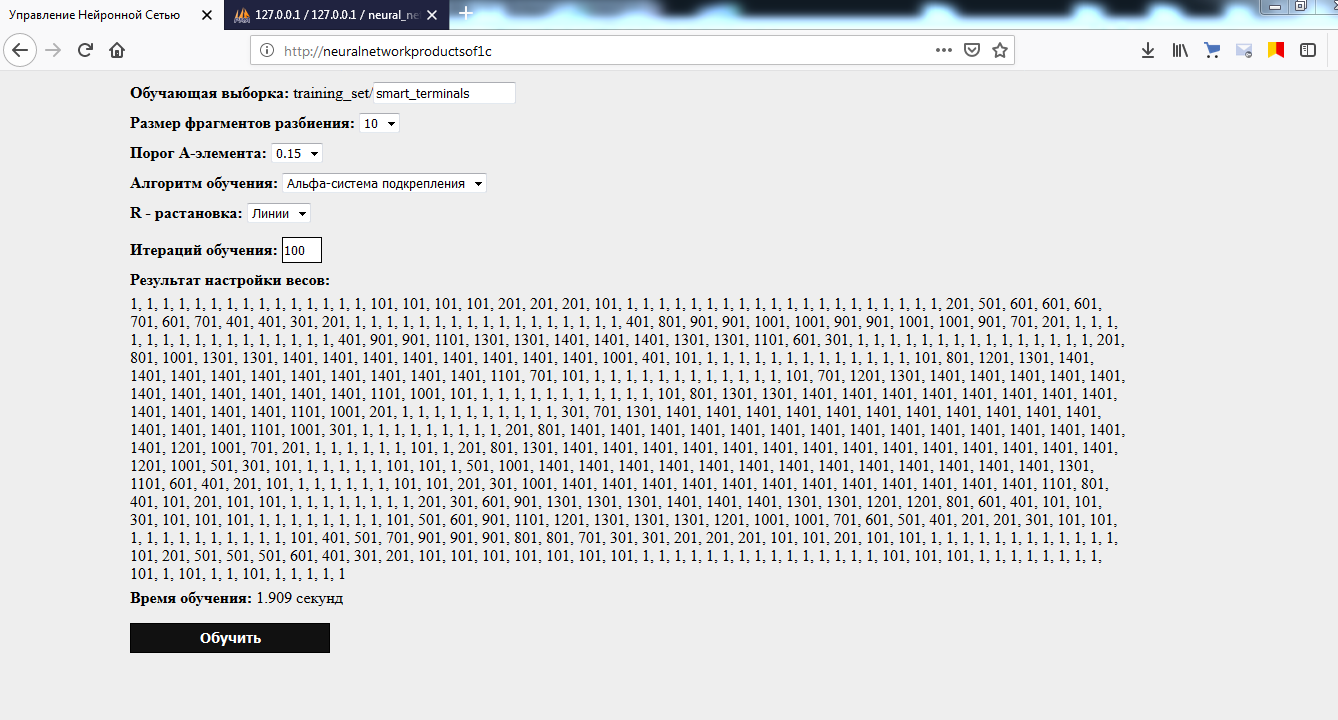 Управление Нейронной Сетью
127.0.0.1 / 127.0.0.1 / neural_ne
http://neuralnetworkproductsof1c
Обучающая выборка: training_set/smart_terminals
Размер фрагментов разбиения: 10
Порог А-элемента: 0.15
Алгоритм обучения: Альфа-система подкрепления
R - растановка: Линии
Итераций обучения: 100
Результат настройки весов:
1, 1, 1, 1, 1, 1, 1, 1, 1, 1, 1, 1, 1, 1, 1, 101, 101, 101, 101, 201, 201, 201, 101, 1, 1, 1, 1, 1, 1, 1, 1, 1, 1, 1, 1, 1, 1, 1, 1, 1, 1, 1, 1, 201, 501, 601, 601, 601,
701, 601, 701, 401, 401, 301, 201, 1, 1, 1, 1, 1, 1, 1, 1, 1, 1, 1, 1, 1, 1, 1, 1, 1, 401, 801, 901, 901, 1001, 1001, 901, 901, 1001, 1001, 901, 701, 201, 1, 1, 1,
1, 1, 1, 1, 1, 1, 1, 1, 1, 1, 1, 1, 1, 401, 901, 901, 1101, 1301, 1301, 1401, 1401, 1401, 1301, 1301, 1101, 601, 301, 1, 1, 1, 1, 1, 1, 1, 1, 1, 1, 1, 1, 1, 1, 1, 201,
801, 1001, 1301, 1301, 1401, 1401, 1401, 1401, 1401, 1401, 1401, 1401, 1001, 401, 101, 1, 1, 1, 1, 1, 1, 1, 1, 1, 1, 1, 1, 1, 101, 801, 1201, 1301, 1401,
1401, 1401, 1401, 1401, 1401, 1401, 1401, 1401, 1401, 1101, 701, 101, 1, 1, 1, 1, 1, 1, 1, 1, 1, 1, 1, 1, 101, 701, 1201, 1301, 1401, 1401, 1401, 1401, 1401,
1401, 1401, 1401, 1401, 1401, 1401, 1101, 1001, 101, 1, 1, 1, 1, 1, 1, 1, 1, 1, 1, 1, 101, 801, 1301, 1301, 1401, 1401, 1401, 1401, 1401, 1401, 1401, 1401,
1401, 1401, 1401, 1401, 1101, 1001, 201, 1, 1, 1, 1, 1, 1, 1, 1, 1, 1, 301, 701, 1301, 1401, 1401, 1401, 1401, 1401, 1401, 1401, 1401, 1401, 1401, 1401,
1401, 1401, 1401, 1101, 1001, 301, 1, 1, 1, 1, 1, 1, 1, 1, 1, 201, 801, 1401, 1401, 1401, 1401, 1401, 1401, 1401, 1401, 1401, 1401, 1401, 1401, 1401, 1401,
1401, 1201, 1001, 701, 201, 1, 1, 1, 1, 1, 1, 101, 1, 201, 801, 1301, 1401, 1401, 1401, 1401, 1401, 1401, 1401, 1401, 1401, 1401, 1401, 1401, 1401, 1401,
1201, 1001, 501, 301, 101, 1, 1, 1, 1, 1, 101, 101, 1, 501, 1001, 1401, 1401, 1401, 1401, 1401, 1401, 1401, 1401, 1401, 1401, 1401, 1401, 1401, 1301,
1101, 601, 401, 201, 101, 1, 1, 1, 1, 1, 1, 101, 101, 201, 301, 1001, 1401, 1401, 1401, 1401, 1401, 1401, 1401, 1401, 1401, 1401, 1401, 1101, 801,
401, 101, 201, 101, 101, 1, 1, 1, 1, 1, 1, 1, 1, 201, 301, 601, 901, 1301, 1301, 1301, 1401, 1401, 1401, 1301, 1301, 1201, 1201, 801, 601, 401, 101, 101,
301, 101, 101, 101, 1, 1, 1, 1, 1, 1, 1, 1, 101, 501, 601, 901, 1101, 1201, 1301, 1301, 1301, 1201, 1001, 1001, 701, 601, 501, 401, 201, 201, 301, 101, 101,
1, 1, 1, 1, 1, 1, 1, 1, 1, 1, 101, 401, 501, 701, 901, 901, 901, 801, 801, 701, 301, 301, 201, 201, 201, 101, 101, 201, 101, 101, 1, 1, 1, 1, 1, 1, 1, 1, 1, 1, 1, 1,
101, 201, 501, 501, 501, 601, 401, 301, 201, 101, 101, 101, 101, 101, 101, 101, 1, 1, 1, 1, 1, 1, 1, 1, 1, 1, 1, 1, 1, 1, 1, 101, 101, 101, 1, 1, 1, 1, 1, 1, 1, 1,
101, 1, 101, 1, 1, 101, 1, 1, 1, 1, 1
Время обучения: 1.909 секунд
Обучить